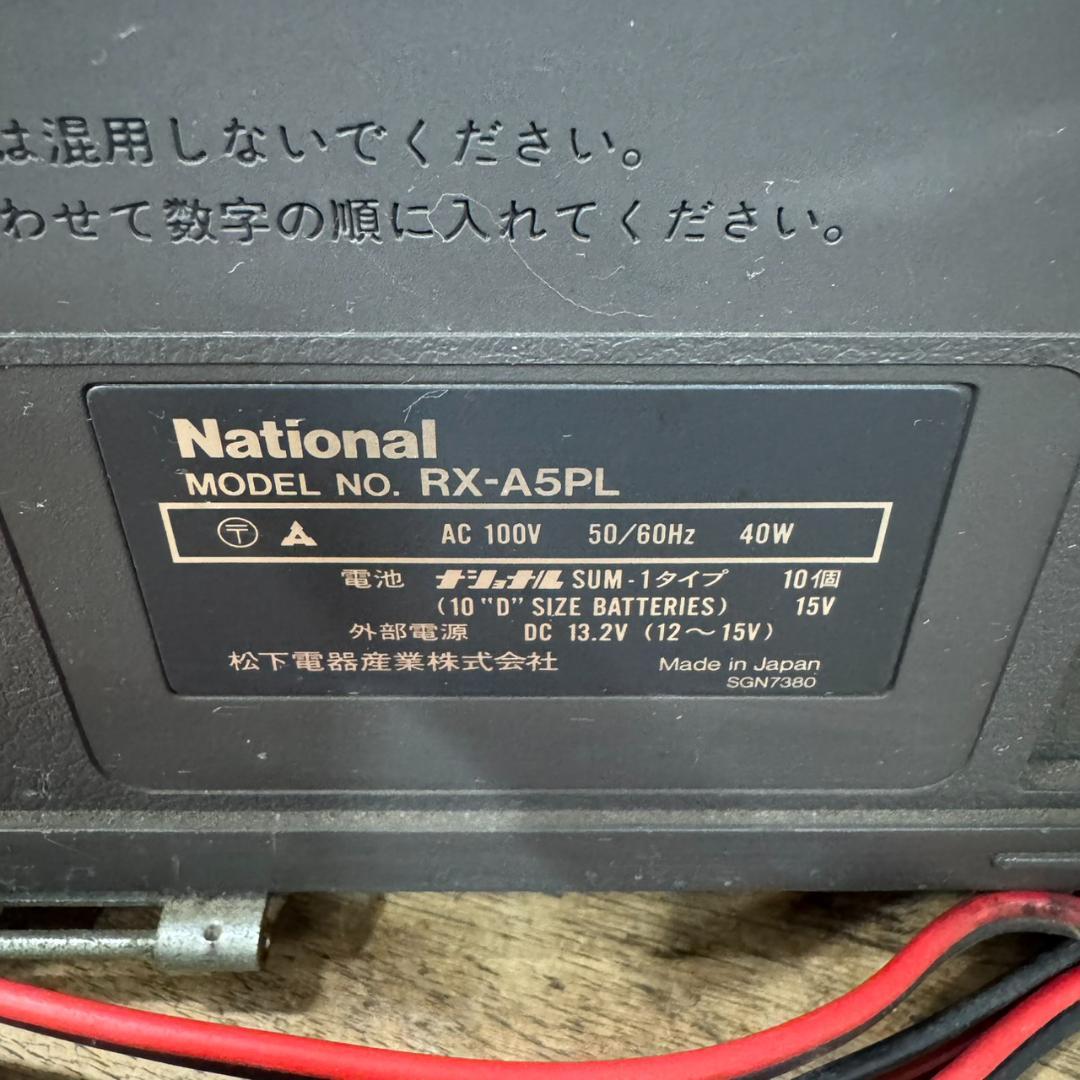 は混用しないでください。
わせて数字の順に入れてください。
National
MODEL NO. RX-A5PL
〒 AC 100V 50/60Hz 40W
電池 ナショナル SUM-1タイプ 10個
(10 "D" SIZE BATTERIES) 15V
外部電源 DC 13.2V (12〜15V)
松下電器産業株式会社 Made in Japan
SGN7380